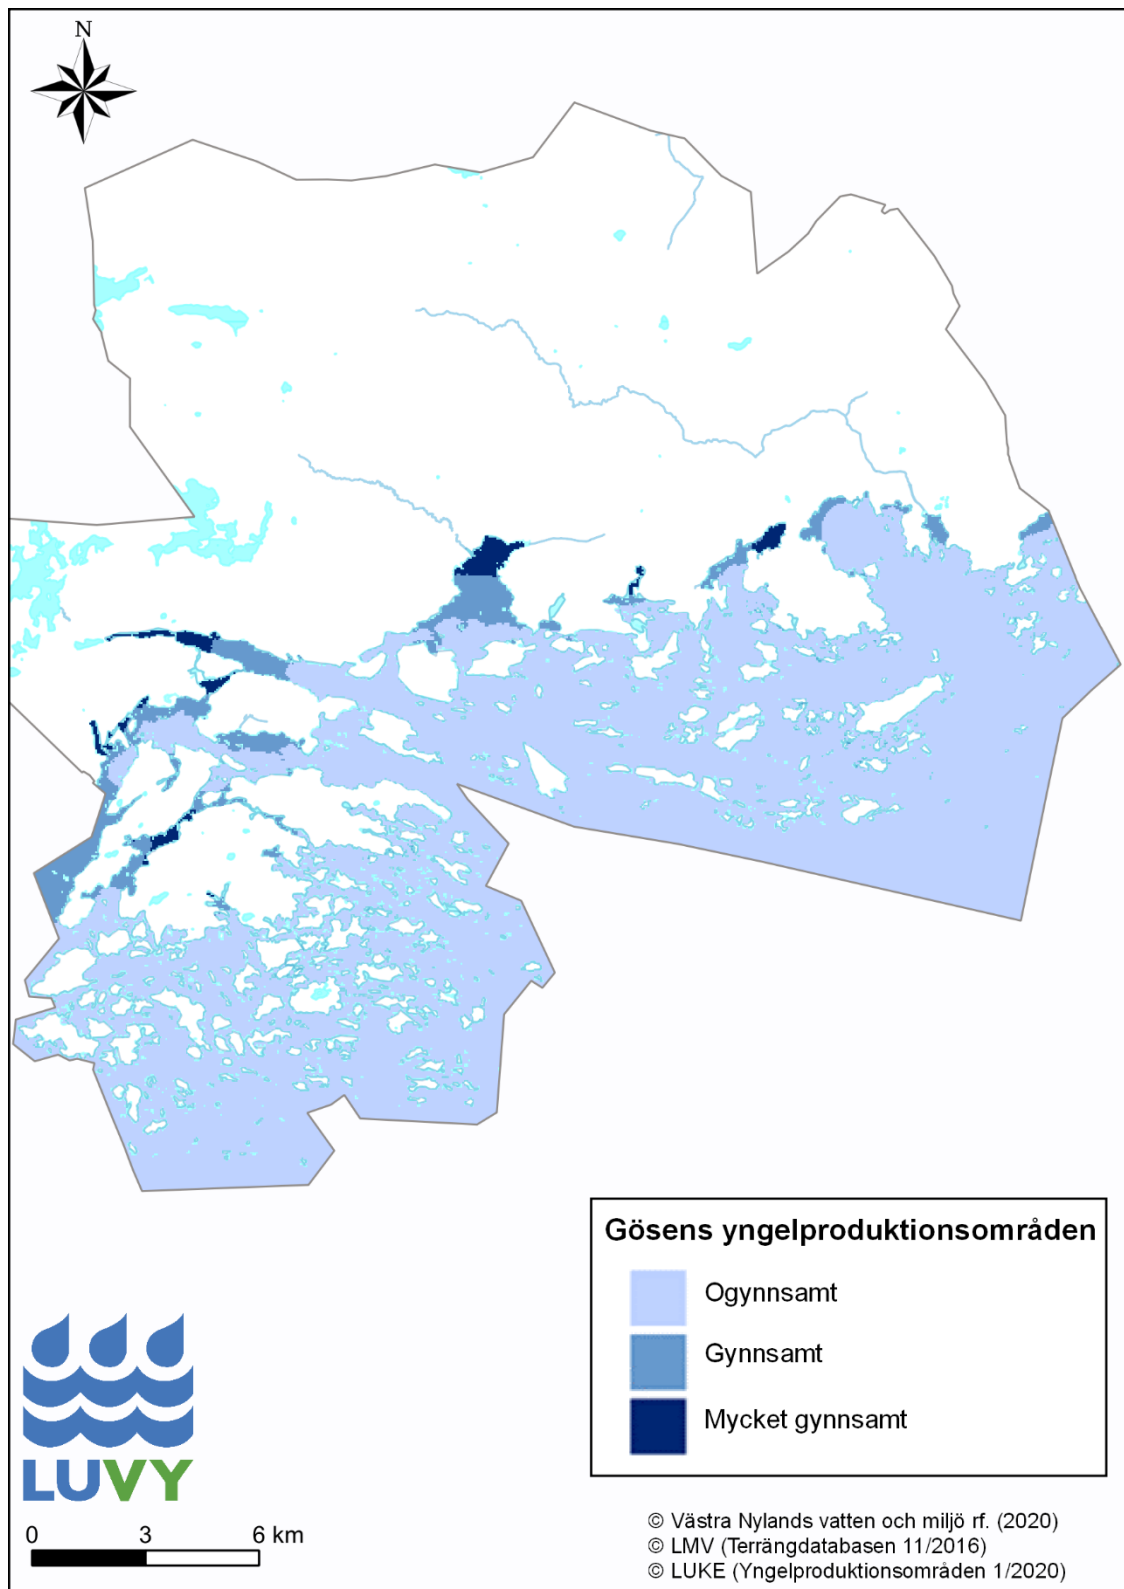 N
Gösens yngelproduktionsområden
Ogynnsamt
Gynnsamt
Mycket gynnsamt
LUVY
0 3 6 km
© Västra Nylands vatten och miljö rf. (2020)
© LMV (Terrängdatabasen 11/2016)
© LUKE (Yngelproduktionsområden 1/2020)